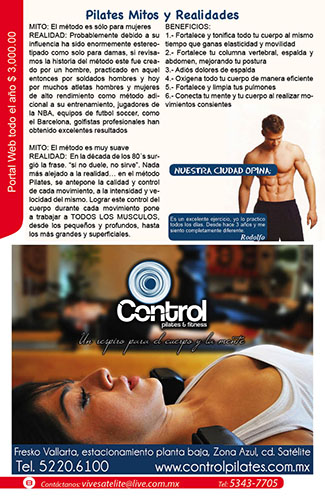 Pilates Mitos y Realidades
MITO: El método es sólo para mujeres
REALIDAD: Probablemente debido a su
influencia ha sido enormemente estereo-
tipado como solo para damas, si revisa-
mos la historia del método este fue crea-
do por un hombre, practicado en aquel
entonces por soldados hombres y hoy
por muchos atletas hombres y mujeres
de alto rendimiento como método adi-
cional a su entrenamiento, jugadores de
la NBA, equipos de futbol soccer, como
el Barcelona, golfistas profesionales han
obtenido excelentes resultados
MITO: El método es muy suave
REALIDAD: En la década de los 80´s sur-
gió la frase. “si no duele, no sirve”. Nada
más alejado a la realidad… en el método
Pilates, se antepone la calidad y control
de cada movimiento, a la intensidad y ve-
locidad del mismo. Lograr este control del
cuerpo durante cada movimiento pone
a trabajar a TODOS LOS MUSCULOS,
desde los pequeños y profundos, hasta
los más grandes y superficiales.
BENEFICIOS:
1.- Fortalece y tonifica todo tu cuerpo al mismo
tiempo que ganas elasticidad y movilidad
2.- Fortalece tu columna vertebral, espalda y
abdomen, mejorando tu postura
3.- Adiós dolores de espalda
4.- Oxigena todo tu cuerpo de manera eficiente
5.- Fortalece y limpia tus pulmones
6.- Conecta tu mente y tu cuerpo al realizar mo-
vimientos consientes
NUESTRA CIUDAD OPINA:
Es un excelente ejercicio, yo lo practico
todos los días. Desde hace 3 años y me
siento completamente diferente.
Rodolfo
Portal Web todo el año $ 3,000.00
Control
pilates & fitness
Un respiro para el cuerpo y la mente
Fresko Vallarta, estacionamiento planta baja, Zona Azul, cd. Satélite
Tel. 5220.6100 www.controlpilates.com.mx
8 Contáctanos: vivesatelite@live.com.mx Tel: 5343-7705